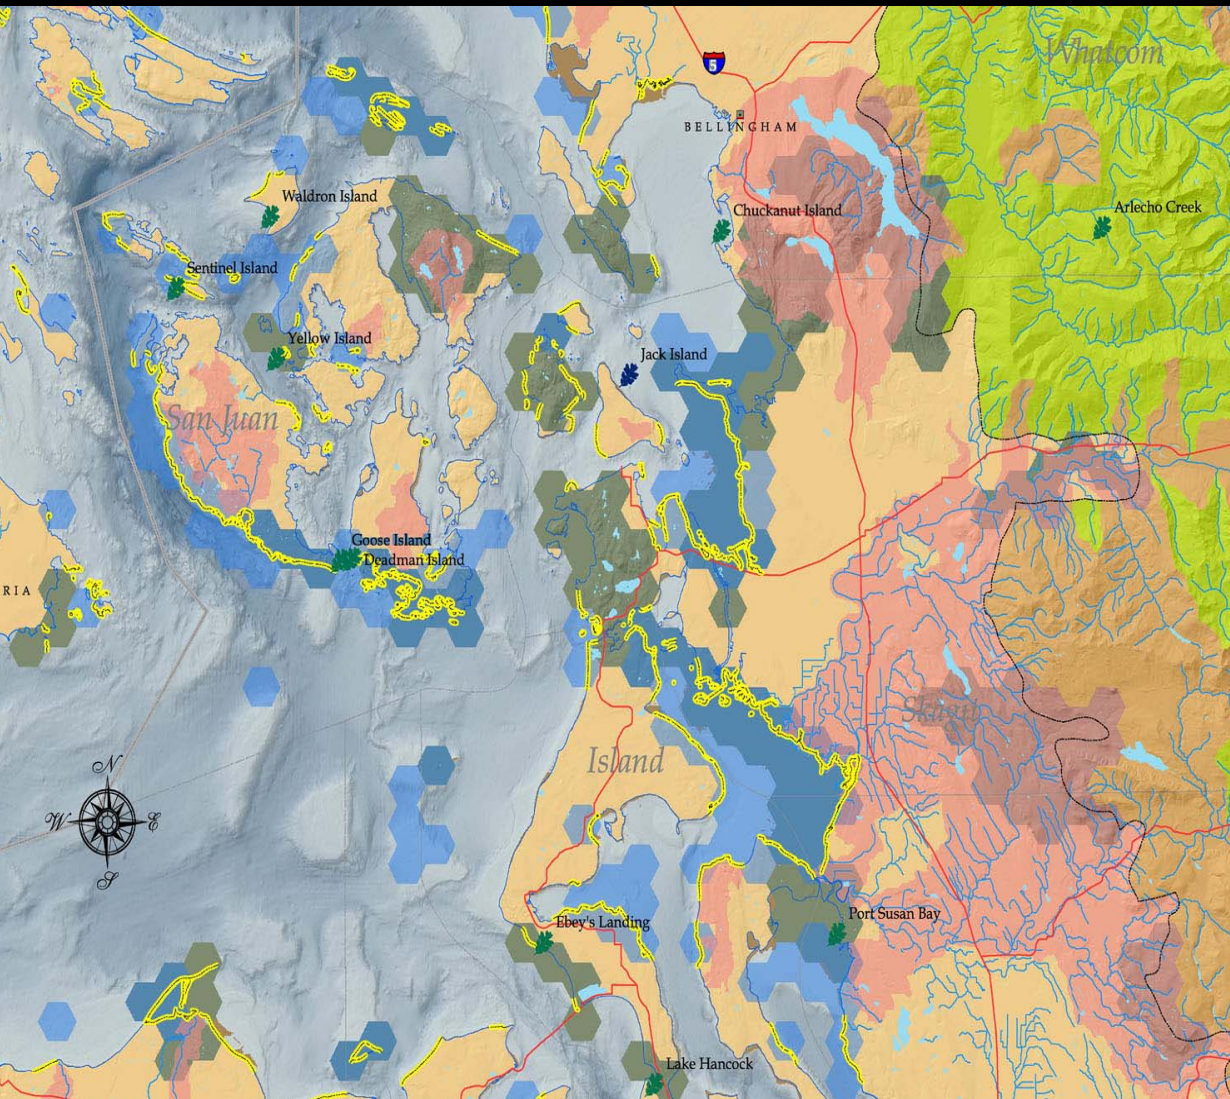 Whatcom
5
BELLINGHAM
Waldron Island
Chuckanut Island
Arlecho Creek
Sentinel Island
Yellow Island
Jack Island
San Juan
Goose Island
Deadman Island
RIA
Skagit
Island
N
W E
S
Ebey's Landing
Port Susan Bay
Lake Hancock